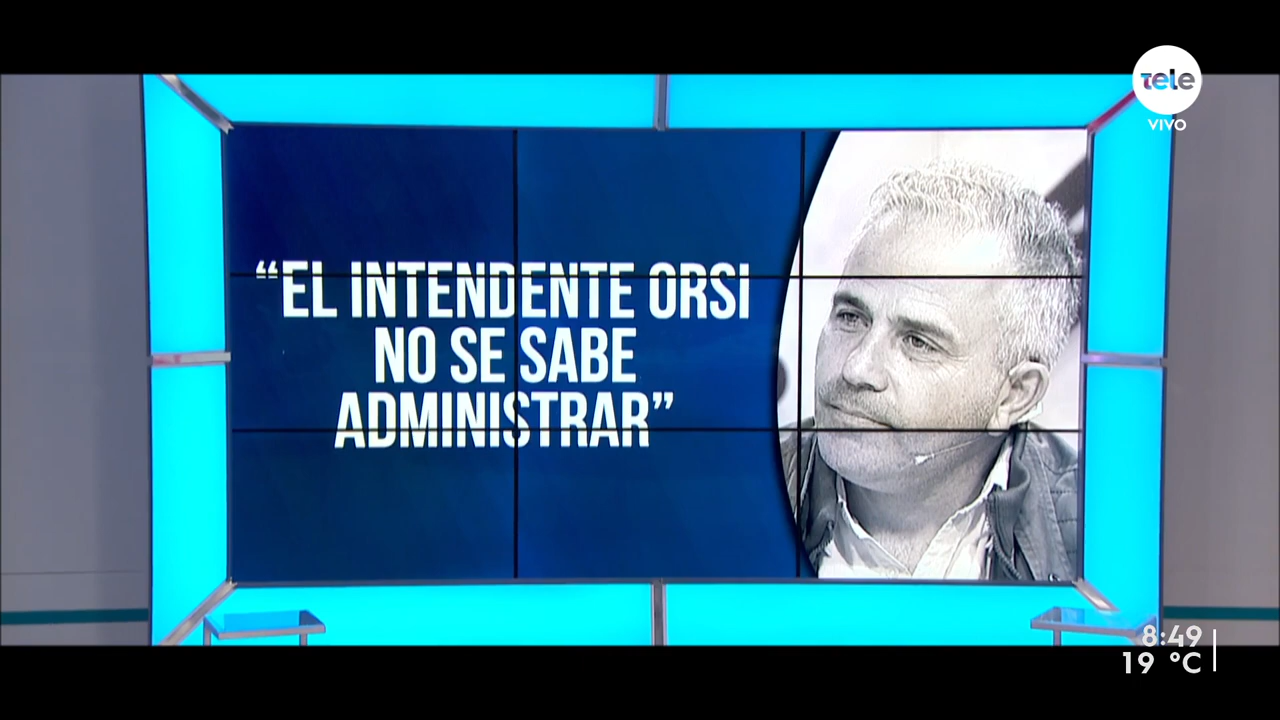 tele
VIVO
“EL INTENDENTE ORSI
NO SE SABE
ADMINISTRAR”
8:49
19 °C